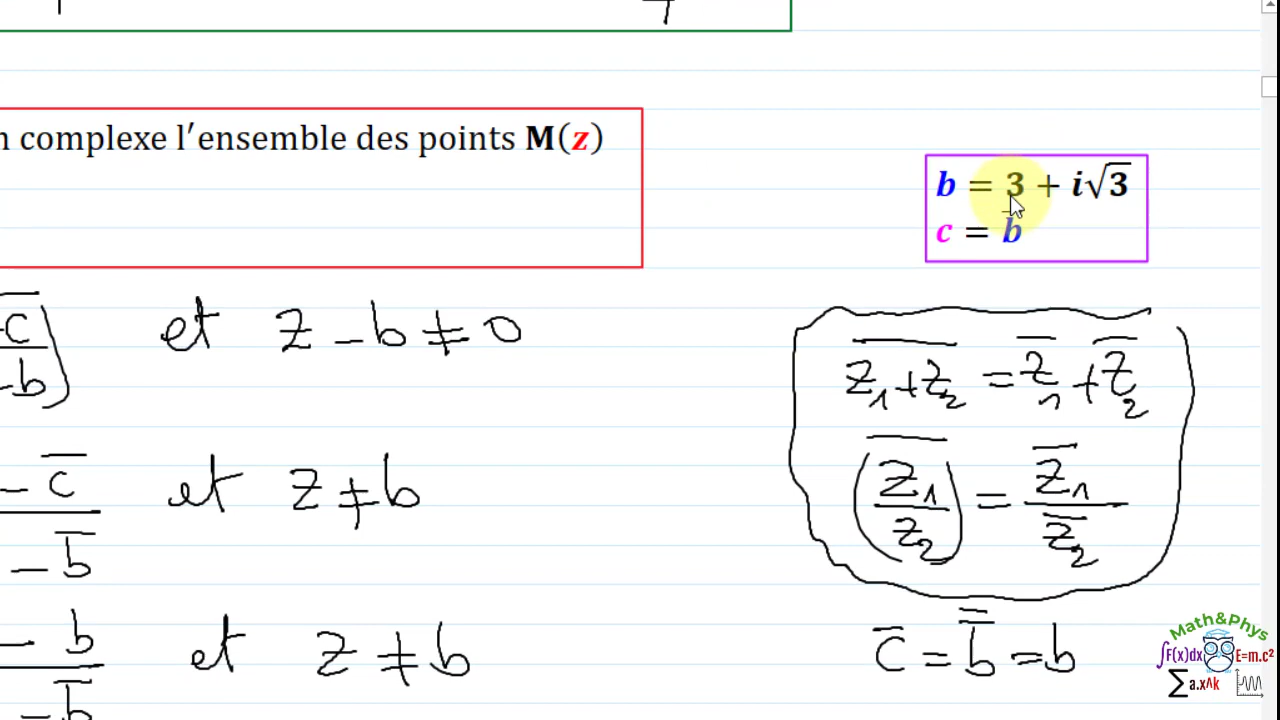 n complexe l'ensemble des points M(z)
b = 3 + i√3
c = b̄
c̄
-b et z - b ≠ 0
z₁+z₂‾ = z̄₁ + z̄₂
- c̄
- b̄ et z ≠ b
(z₁/z₂)‾ = z̄₁/z̄₂
- b
- b̄ et z ≠ b
c̄ = b̿ = b
Math&Phys
∫F(x)dx E=m.c²
∑ a.x∧k